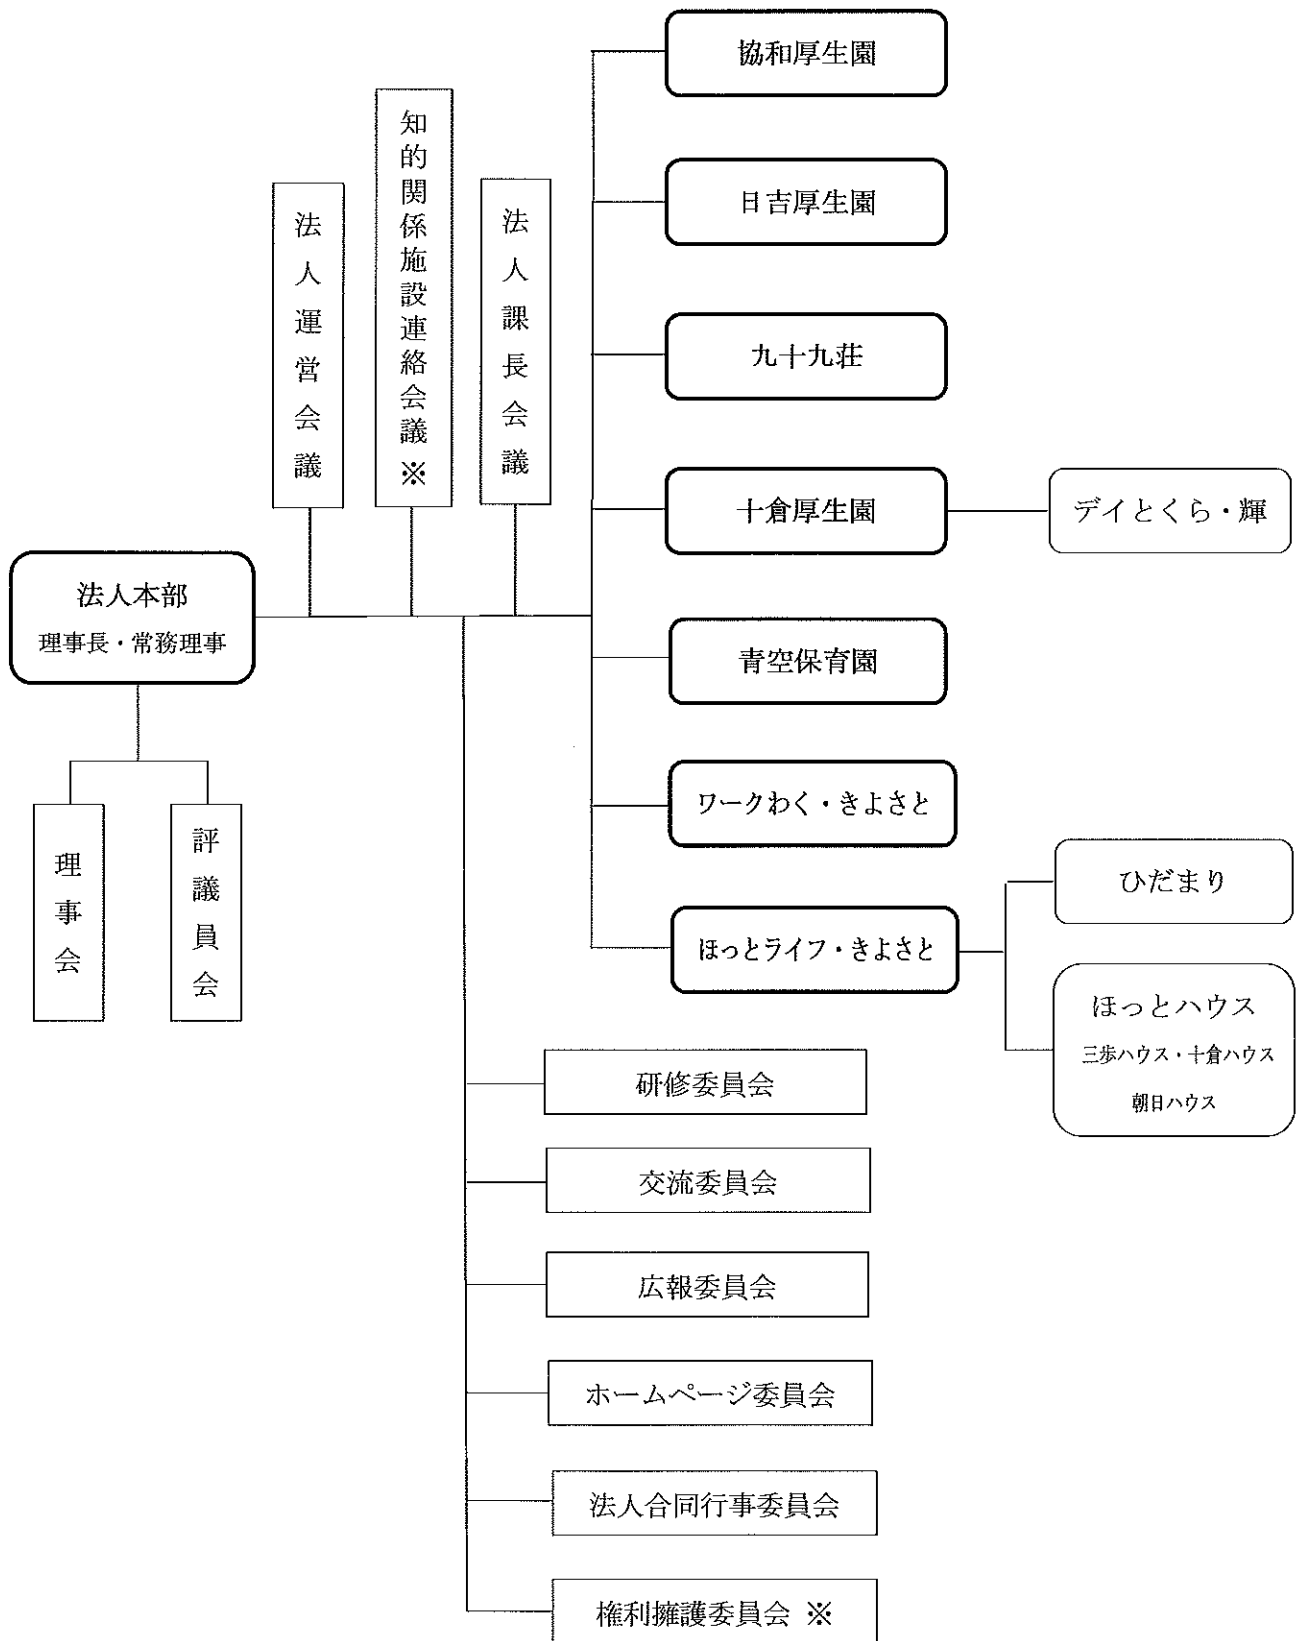 協和厚生園
日吉厚生園
九十九荘
十倉厚生園
デイとくら・輝
青空保育園
ワークわく・きよさと
ほっとライフ・きよさと
ひだまり
ほっとハウス
三歩ハウス・十倉ハウス
朝日ハウス
法人運営会議
知的関係施設連絡会議※
法人課長会議
法人本部
理事長・常務理事
理事会
評議員会
研修委員会
交流委員会
広報委員会
ホームページ委員会
法人合同行事委員会
権利擁護委員会 ※